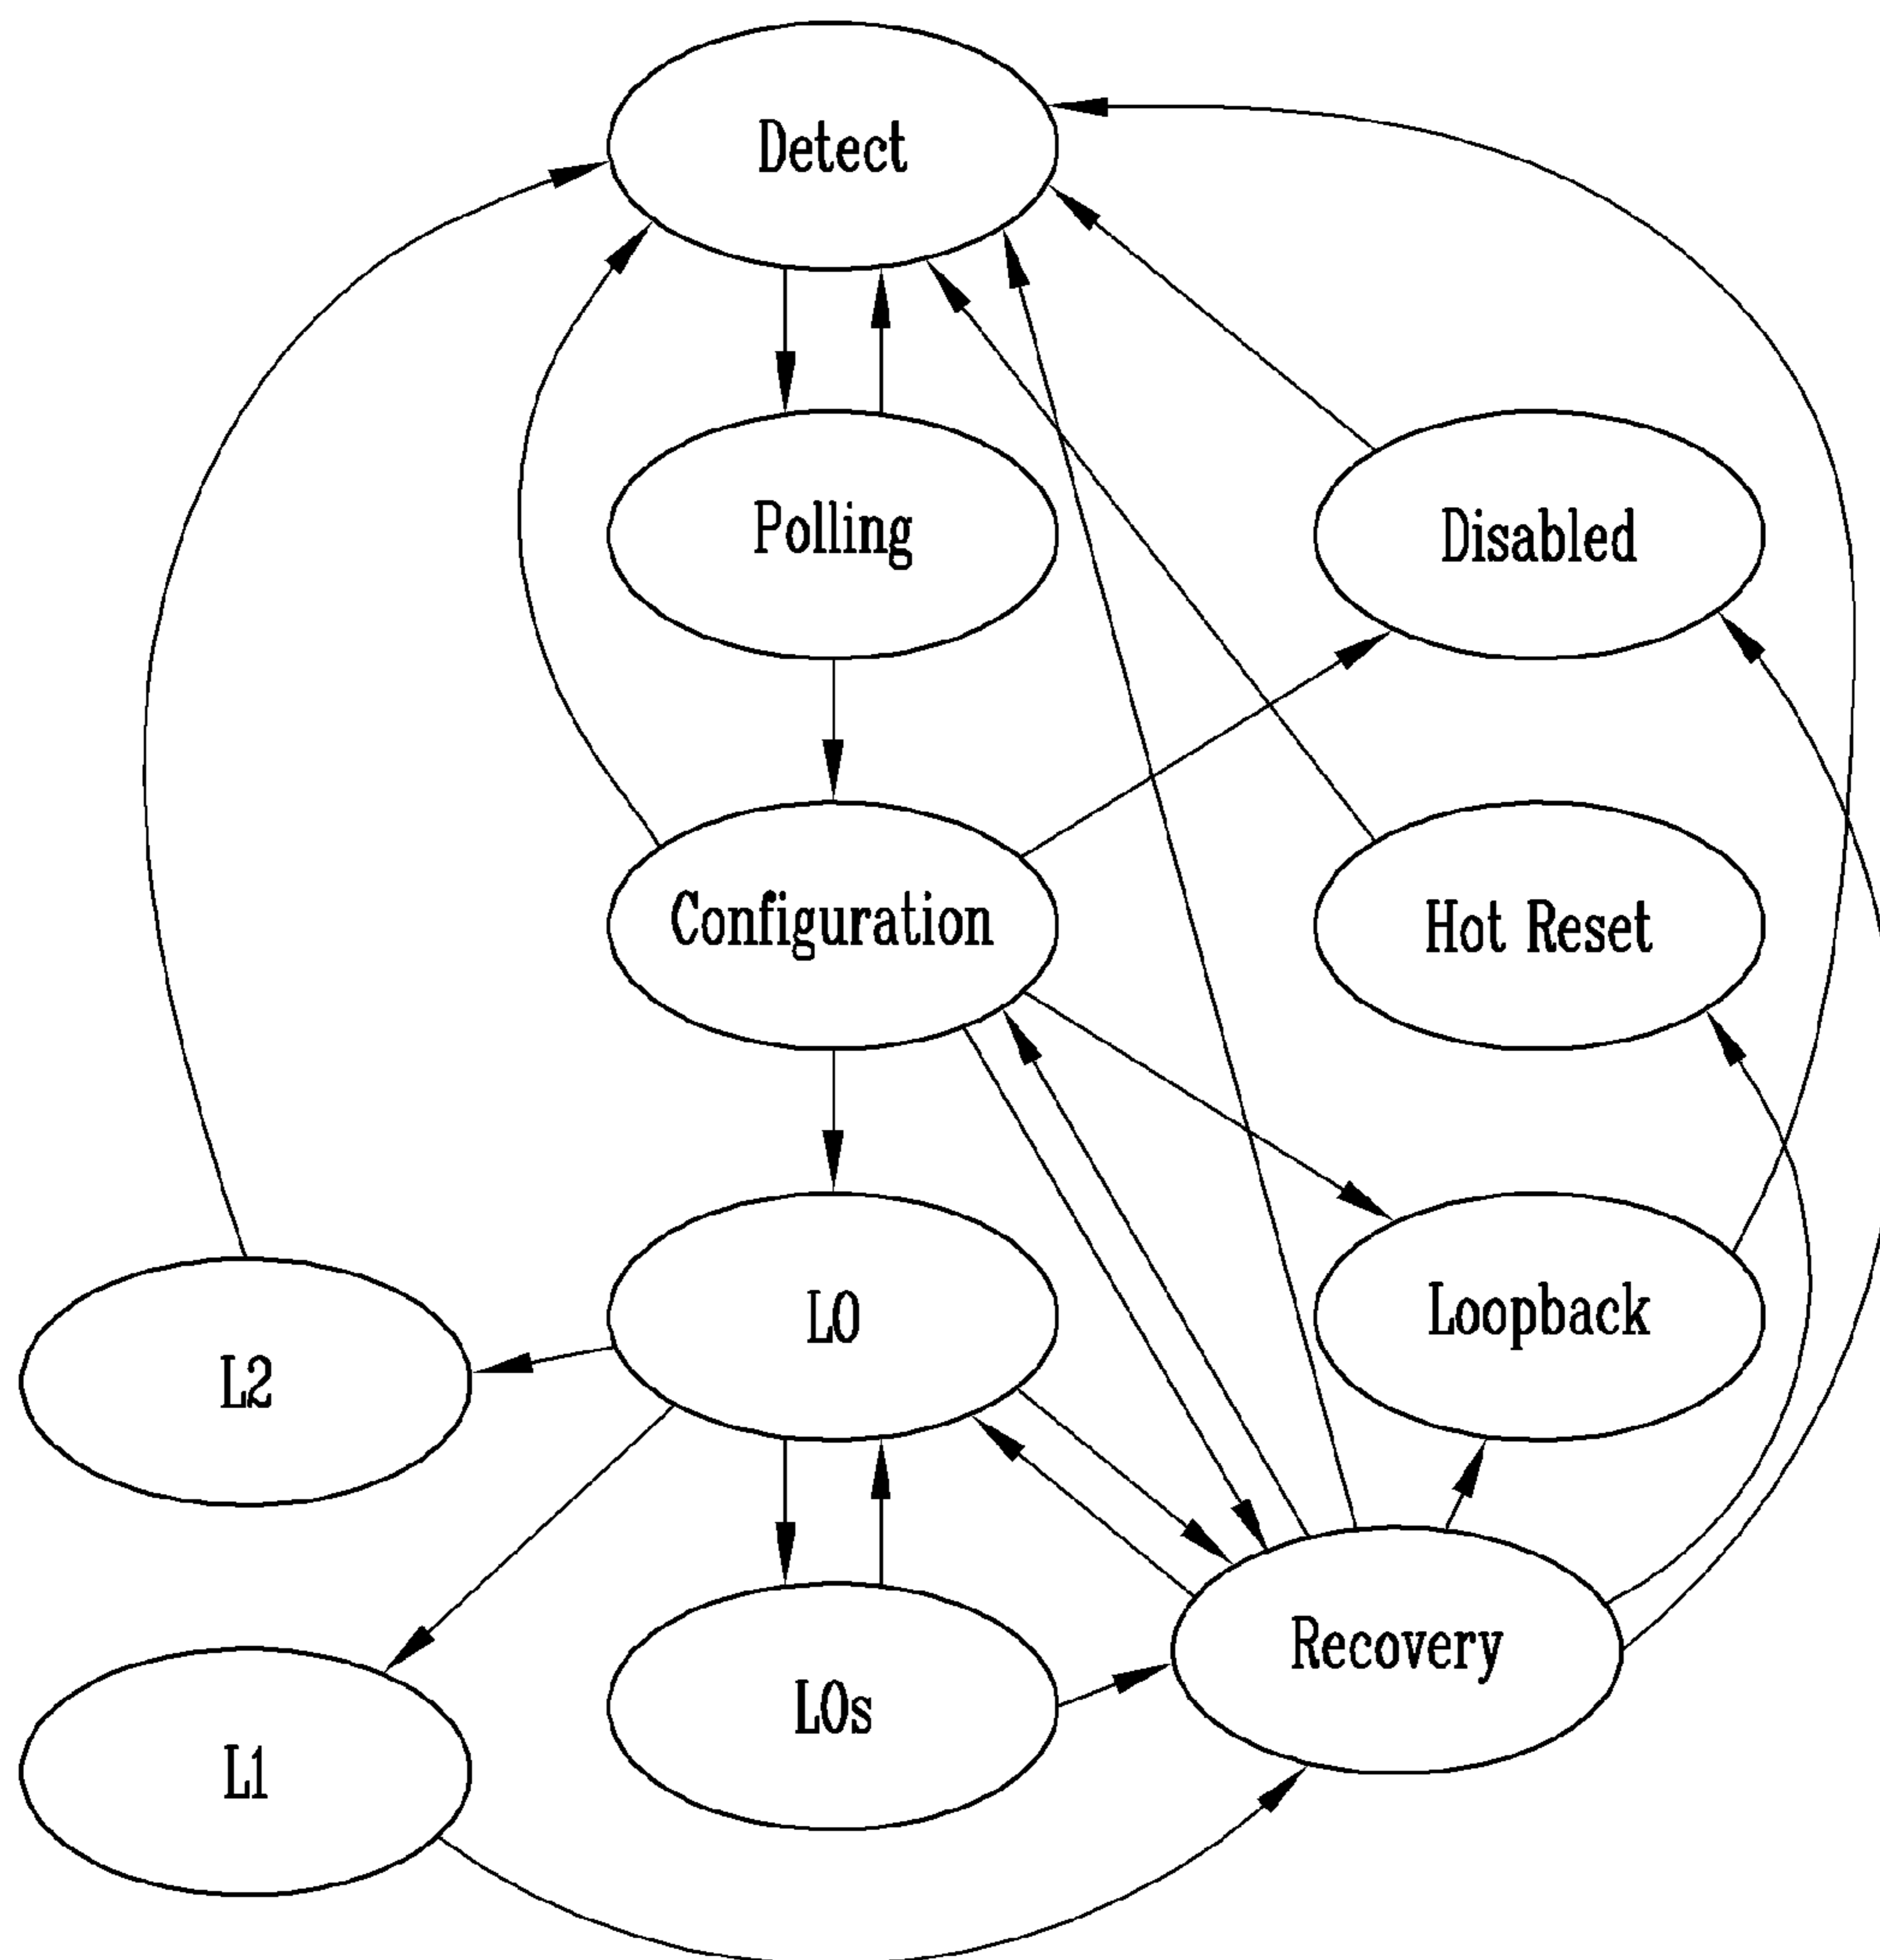 Detect
Polling
Disabled
Configuration
Hot Reset
L0
Loopback
L2
Recovery
L0s
L1